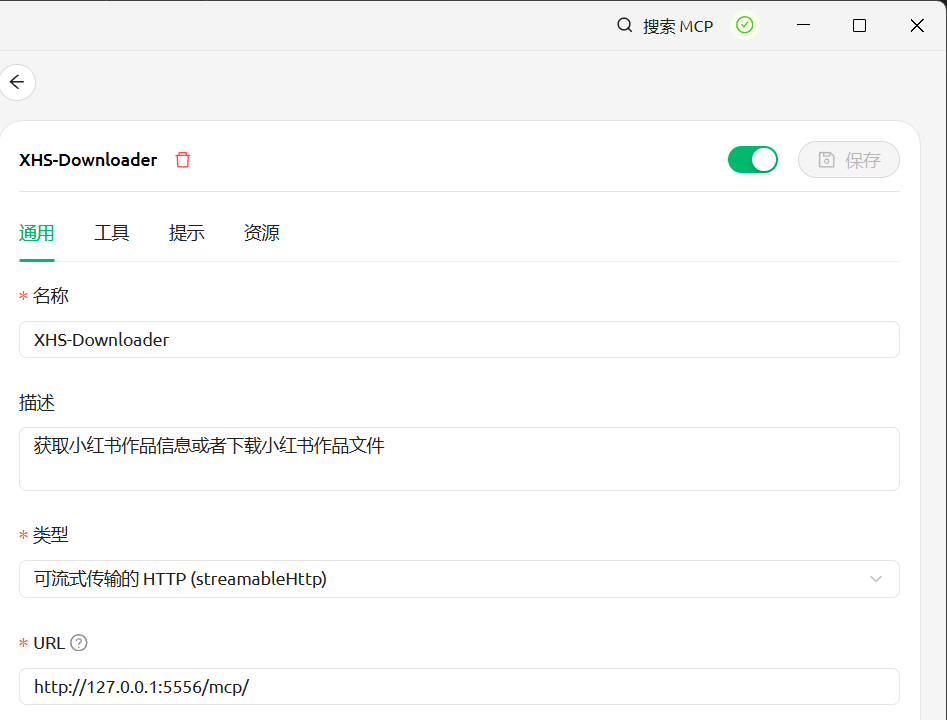 搜索 MCP
XHS-Downloader
保存
通用 工具 提示 资源
* 名称
XHS-Downloader
描述
获取小红书作品信息或者下载小红书作品文件
* 类型
可流式传输的 HTTP (streamableHttp)
* URL ?
http://127.0.0.1:5556/mcp/